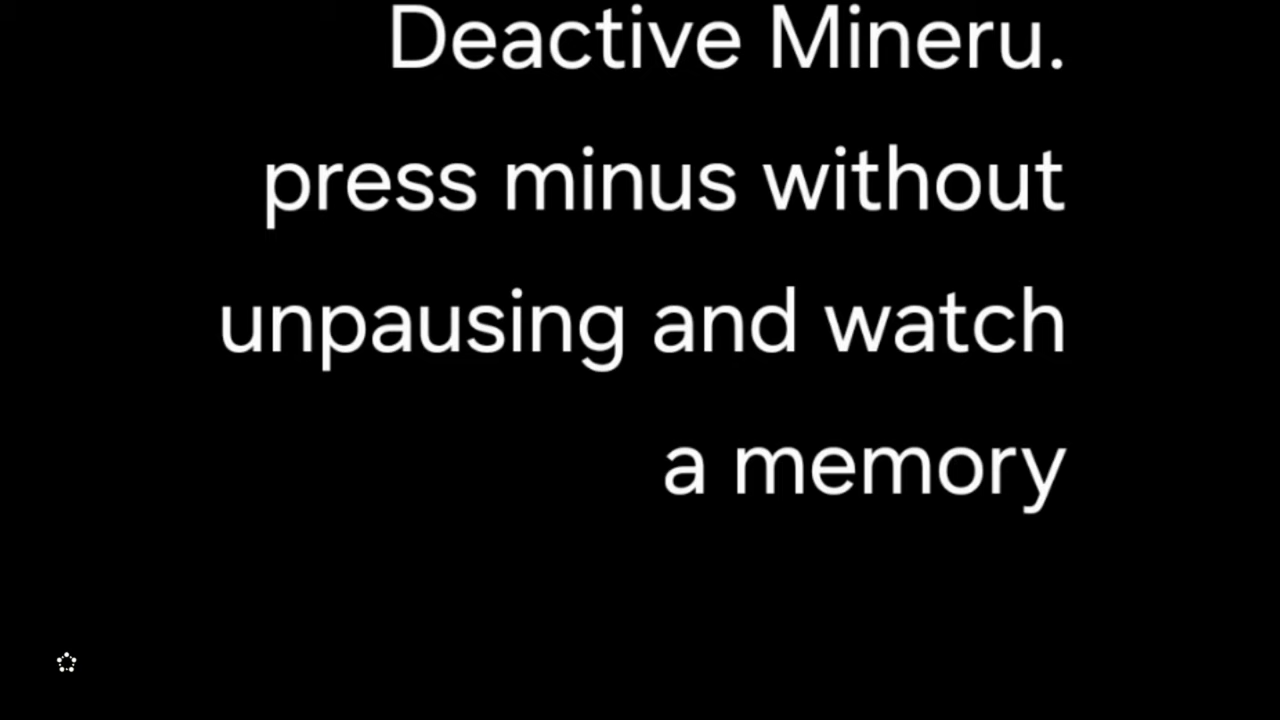 Deactive Mineru.
press minus without
unpausing and watch
a memory